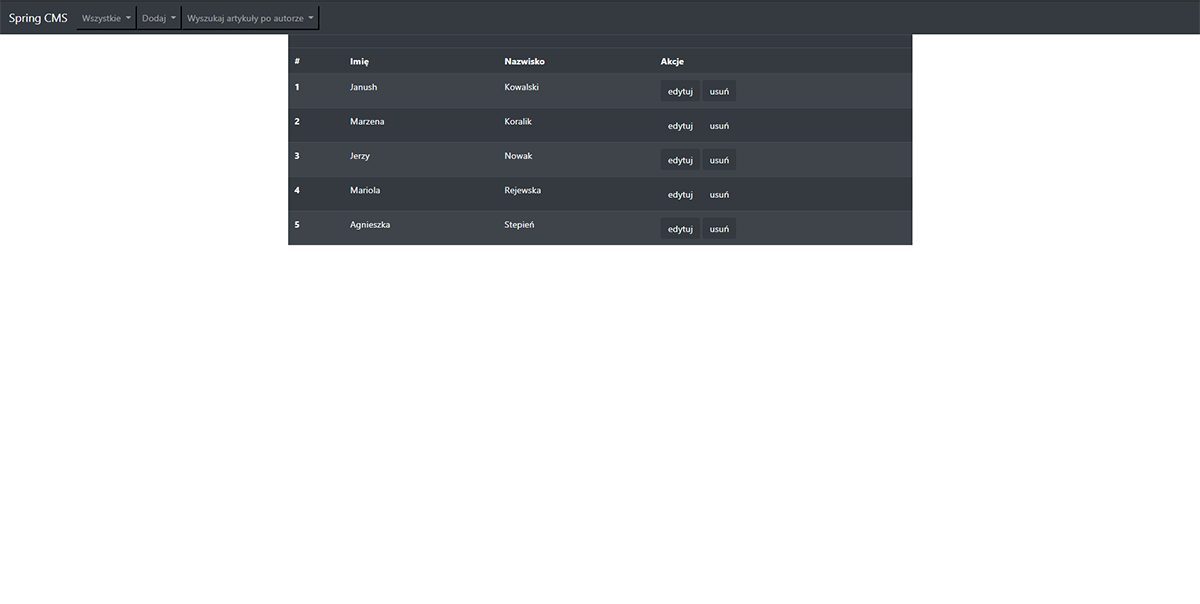 Spring CMS Wszystkie Dodaj Wyszukaj artykuły po autorze
# Imię Nazwisko Akcje
1 Janush Kowalski edytuj usuń
2 Marzena Koralik edytuj usuń
3 Jerzy Nowak edytuj usuń
4 Mariola Rejewska edytuj usuń
5 Agnieszka Stepień edytuj usuń